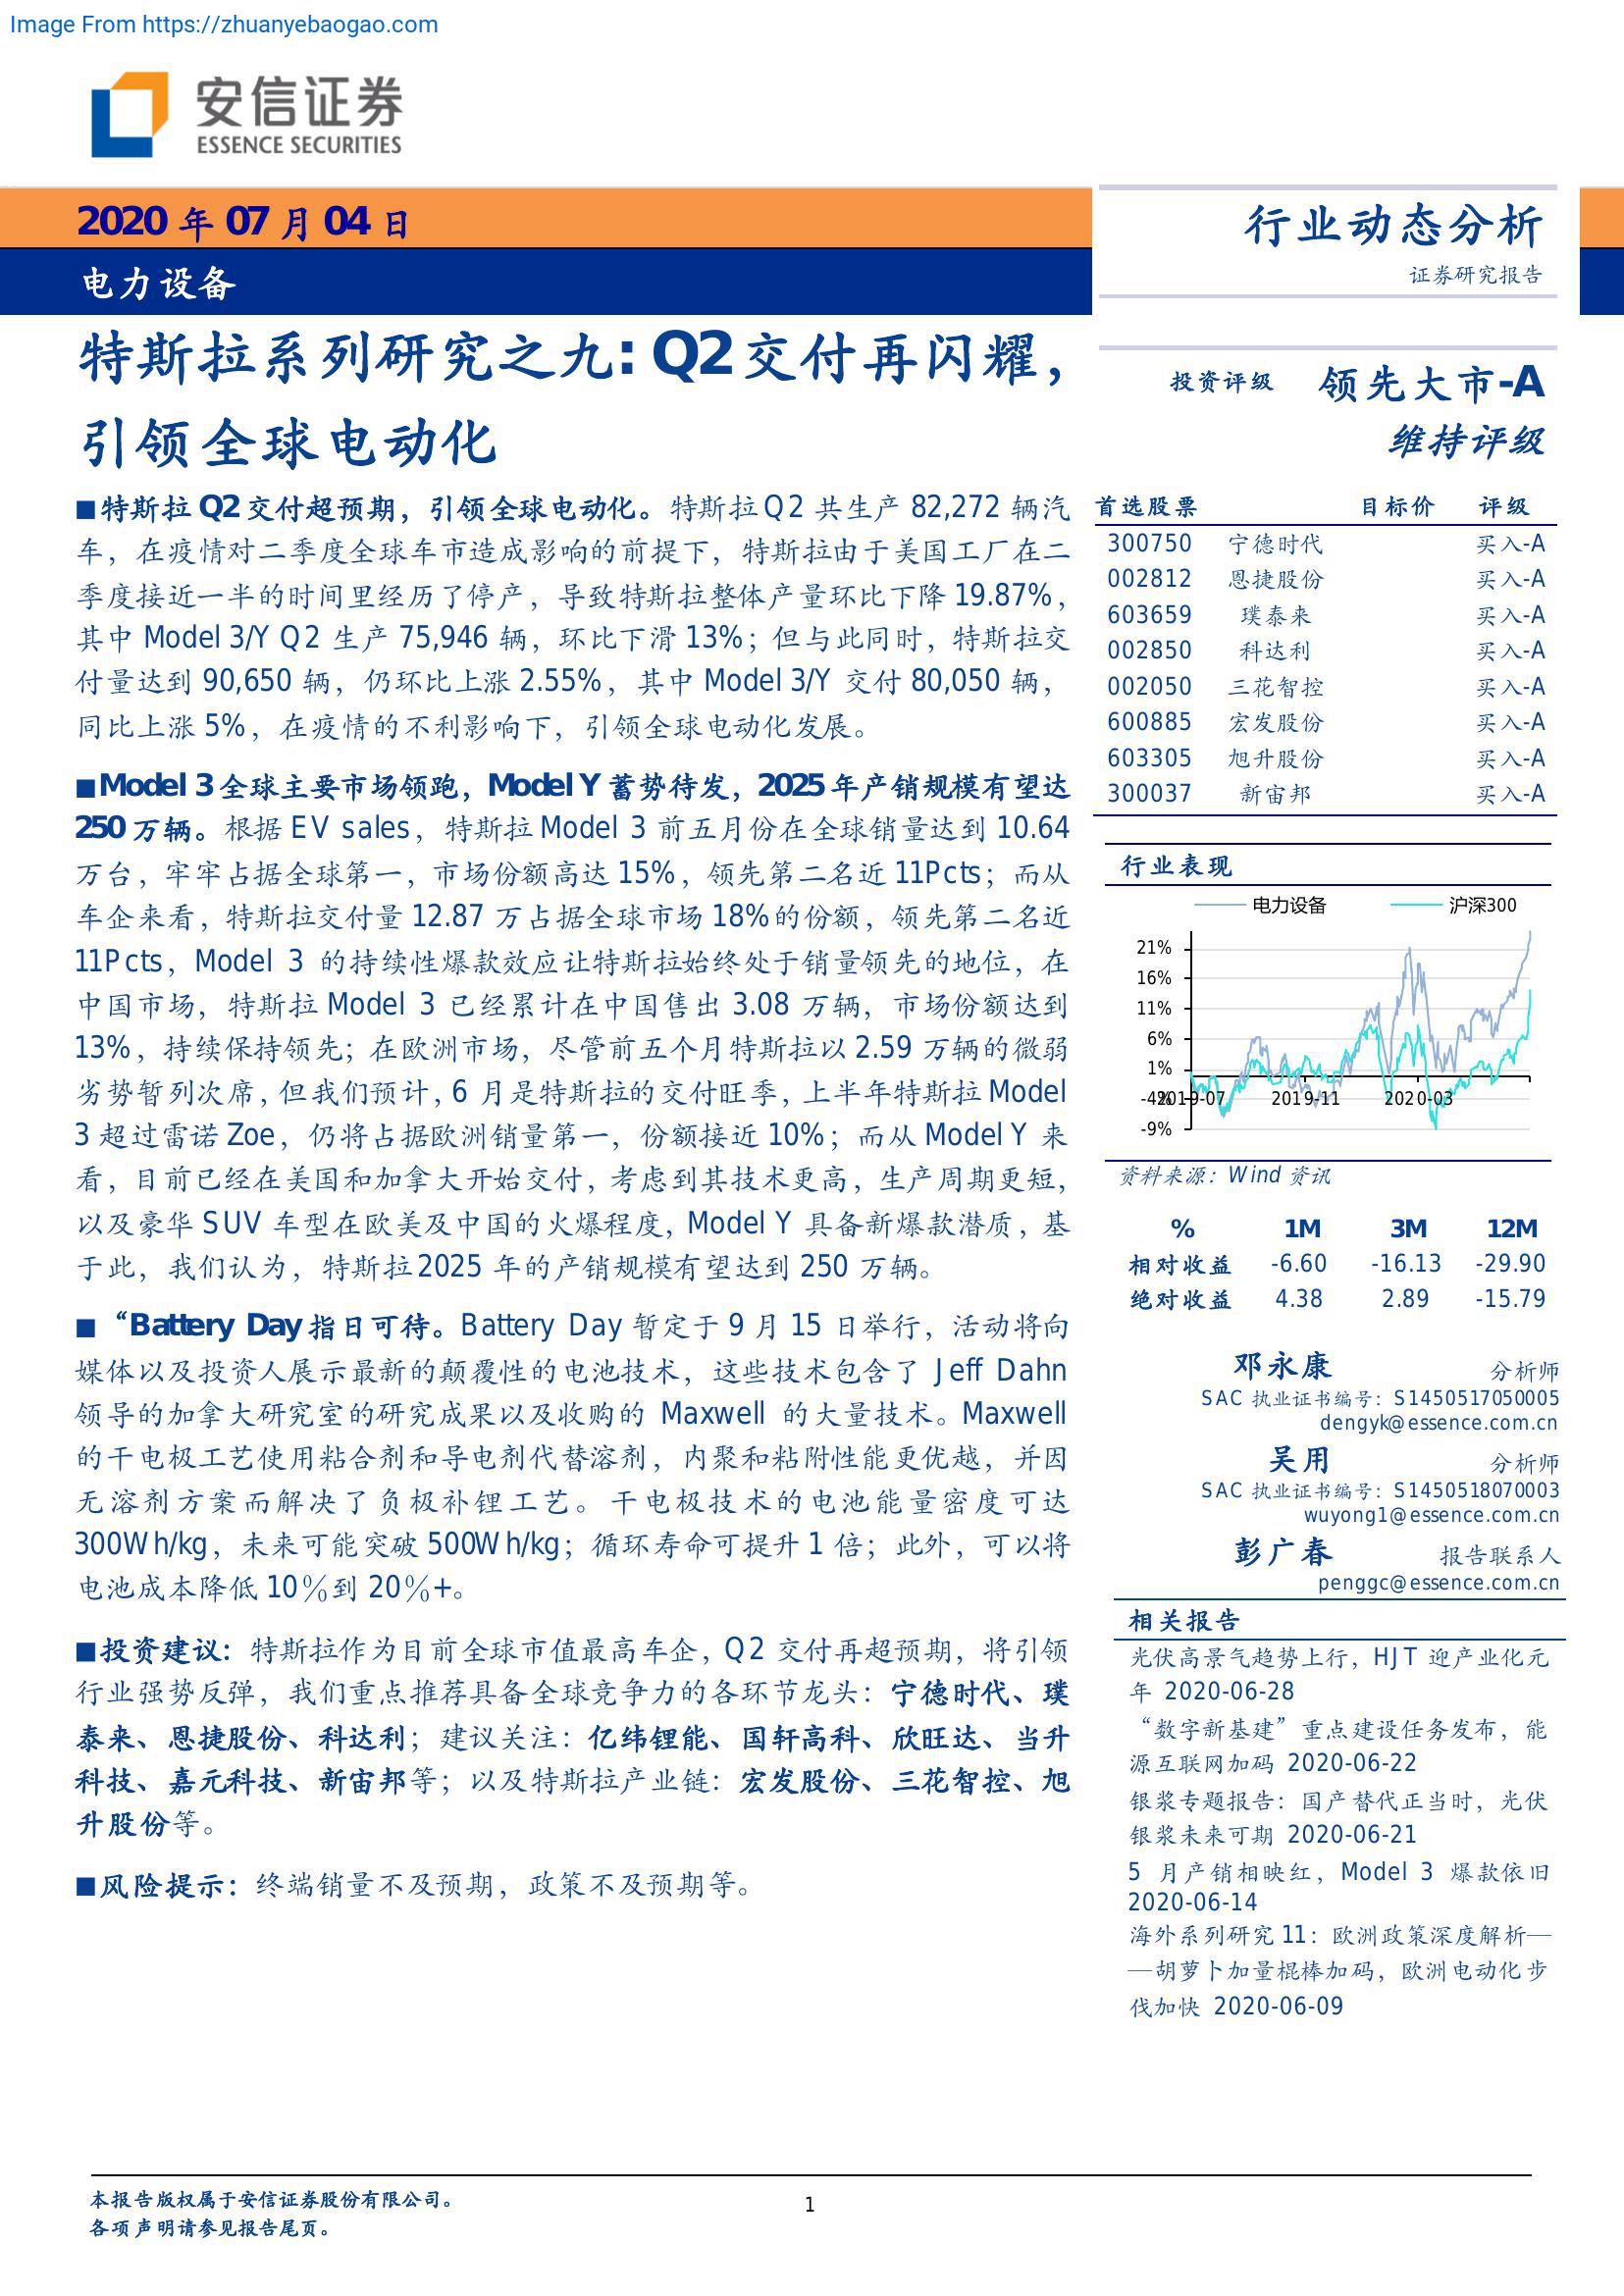 Image From https://zhuanyebaogao.com
安信证券
ESSENCE SECURITIES
2020 年 07 月 04 日
电力设备
特斯拉系列研究之九：Q2 交付再闪耀，
引领全球电动化
■特斯拉 Q2 交付超预期，引领全球电动化。特斯拉 Q2 共生产 82,272 辆汽
车，在疫情对二季度全球车市造成影响的前提下，特斯拉由于美国工厂在二
季度接近一半的时间里经历了停产，导致特斯拉整体产量环比下降 19.87%，
其中 Model 3/Y Q2 生产 75,946 辆，环比下滑 13%；但与此同时，特斯拉交
付量达到 90,650 辆，仍环比上涨 2.55%，其中 Model 3/Y 交付 80,050 辆，
同比上涨 5%，在疫情的不利影响下，引领全球电动化发展。
■Model 3 全球主要市场领跑，Model Y 蓄势待发，2025 年产销规模有望达
250 万辆。根据 EV sales，特斯拉 Model 3 前五月份在全球销量达到 10.64
万台，牢牢占据全球第一，市场份额高达 15%，领先第二名近 11Pcts；而从
车企来看，特斯拉交付量 12.87 万占据全球市场 18%的份额，领先第二名近
11Pcts，Model 3 的持续性爆款效应让特斯拉始终处于销量领先的地位，在
中国市场，特斯拉 Model 3 已经累计在中国售出 3.08 万辆，市场份额达到
13%，持续保持领先；在欧洲市场，尽管前五个月特斯拉以 2.59 万辆的微弱
劣势暂列次席，但我们预计，6 月是特斯拉的交付旺季，上半年特斯拉 Model
3 超过雷诺 Zoe，仍将占据欧洲销量第一，份额接近 10%；而从 Model Y 来
看，目前已经在美国和加拿大开始交付，考虑到其技术更高，生产周期更短，
以及豪华 SUV 车型在欧美及中国的火爆程度，Model Y 具备新爆款潜质，基
于此，我们认为，特斯拉 2025 年的产销规模有望达到 250 万辆。
■ “Battery Day 指日可待。Battery Day 暂定于 9 月 15 日举行，活动将向
媒体以及投资人展示最新的颠覆性的电池技术，这些技术包含了 Jeff Dahn
领导的加拿大研究室的研究成果以及收购的 Maxwell 的大量技术。Maxwell
的干电极工艺使用粘合剂和导电剂代替溶剂，内聚和粘附性能更优越，并因
无溶剂方案而解决了负极补锂工艺。干电极技术的电池能量密度可达
300Wh/kg，未来可能突破 500Wh/kg；循环寿命可提升 1 倍；此外，可以将
电池成本降低 10％到 20％+。
■投资建议：特斯拉作为目前全球市值最高车企，Q2 交付再超预期，将引领
行业强势反弹，我们重点推荐具备全球竞争力的各环节龙头：宁德时代、璞
泰来、恩捷股份、科达利；建议关注：亿纬锂能、国轩高科、欣旺达、当升
科技、嘉元科技、新宙邦等；以及特斯拉产业链：宏发股份、三花智控、旭
升股份等。
■风险提示：终端销量不及预期，政策不及预期等。
行业动态分析
证券研究报告
投资评级 领先大市-A
维持评级
首选股票 目标价 评级
300750 宁德时代 买入-A
002812 恩捷股份 买入-A
603659 璞泰来 买入-A
002850 科达利 买入-A
002050 三花智控 买入-A
600885 宏发股份 买入-A
603305 旭升股份 买入-A
300037 新宙邦 买入-A
行业表现
电力设备 沪深300
21%
16%
11%
6%
1%
-4%
-9%
2019-07 2019-11 2020-03
资料来源：Wind 资讯
% 1M 3M 12M
相对收益 -6.60 -16.13 -29.90
绝对收益 4.38 2.89 -15.79
邓永康 分析师
SAC 执业证书编号：S1450517050005
dengyk@essence.com.cn
吴用 分析师
SAC 执业证书编号：S1450518070003
wuyong1@essence.com.cn
彭广春 报告联系人
penggc@essence.com.cn
相关报告
光伏高景气趋势上行，HJT 迎产业化元
年 2020-06-28
“数字新基建”重点建设任务发布，能
源互联网加码 2020-06-22
银浆专题报告：国产替代正当时，光伏
银浆未来可期 2020-06-21
5 月产销相映红，Model 3 爆款依旧
2020-06-14
海外系列研究 11：欧洲政策深度解析—
—胡萝卜加量棍棒加码，欧洲电动化步
伐加快 2020-06-09
本报告版权属于安信证券股份有限公司。
各项声明请参见报告尾页。
1